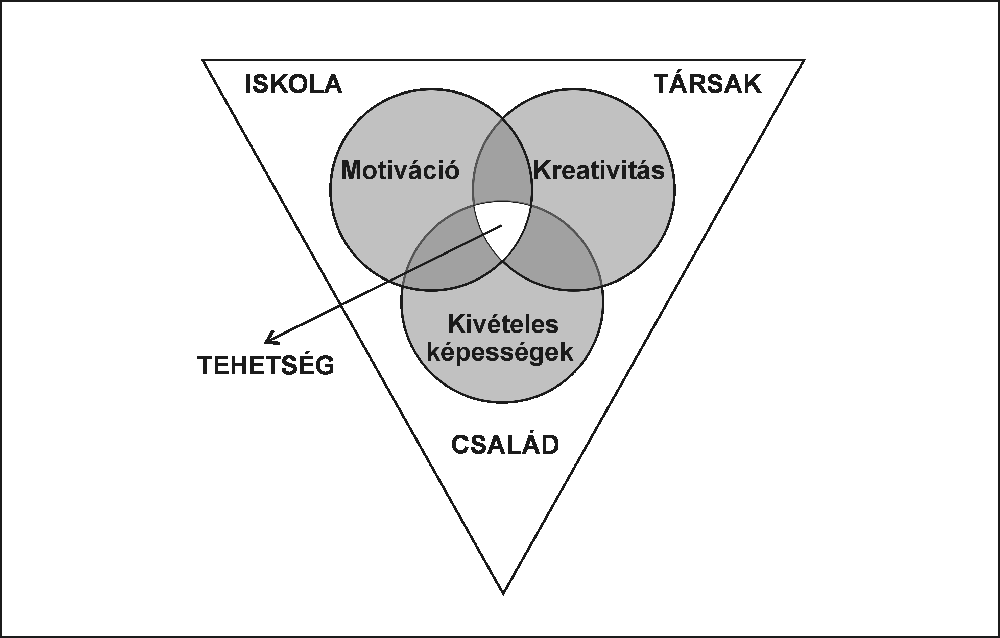 ISKOLA
TÁRSAK
Motiváció
Kreativitás
Kivételes
képességek
TEHETSÉG
CSALÁD